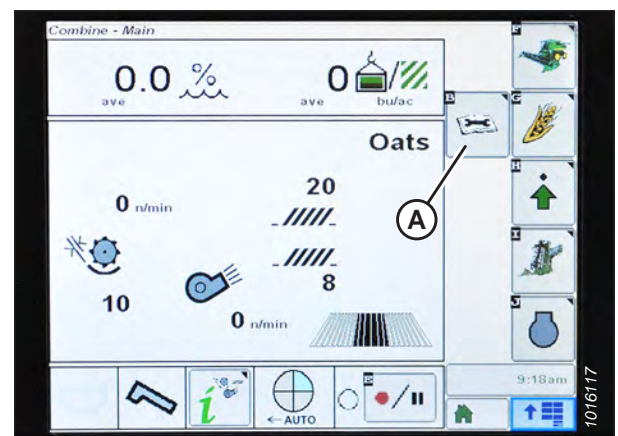 Combine - Main
F
0.0 %
ave
0 /
ave bu/ac
B
G
Oats
A
H
0 n/min
20
I
8
10
0 n/min
J
9:18am
i
← AUTO
E
/
1016117